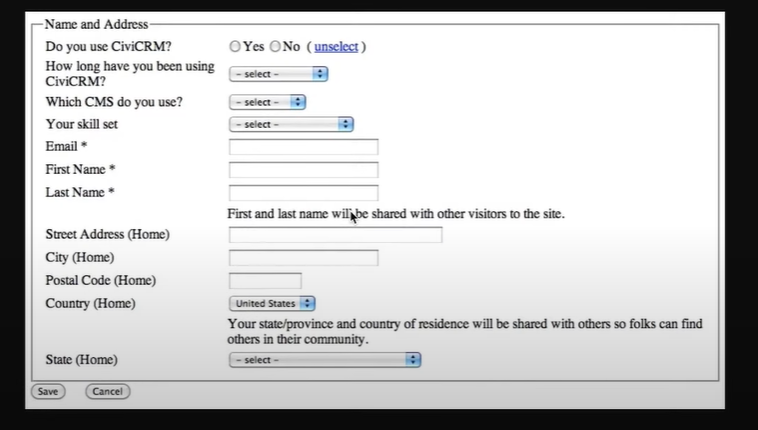 Name and Address
Do you use CiviCRM? Yes No ( unselect )
How long have you been using
CiviCRM? - select -
Which CMS do you use? - select -
Your skill set - select -
Email *
First Name *
Last Name *
First and last name will be shared with other visitors to the site.
Street Address (Home)
City (Home)
Postal Code (Home)
Country (Home) United States
Your state/province and country of residence will be shared with others so folks can find
others in their community.
State (Home) - select -
Save Cancel